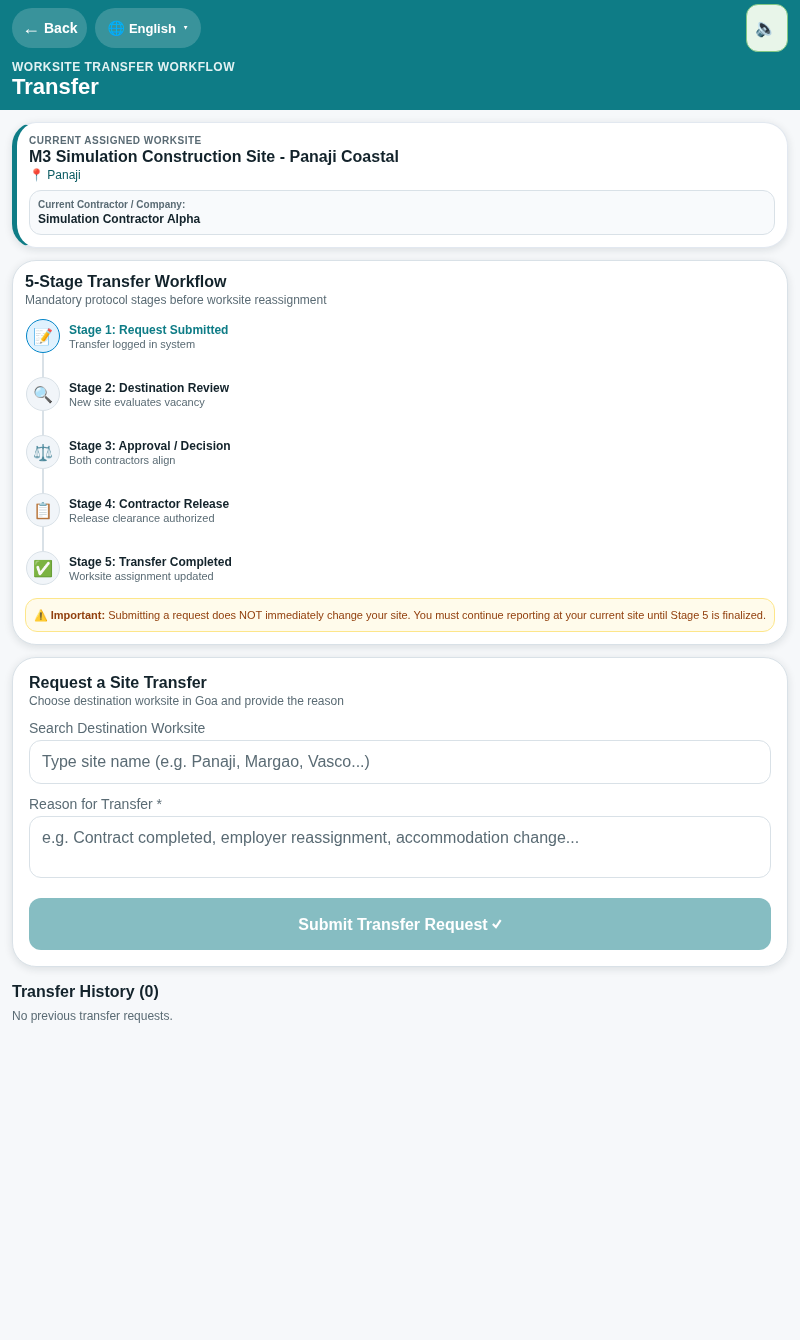 ← Back
🌐 English ▾
WORKSITE TRANSFER WORKFLOW
Transfer
CURRENT ASSIGNED WORKSITE
M3 Simulation Construction Site - Panaji Coastal
📍 Panaji
Current Contractor / Company:
Simulation Contractor Alpha
5-Stage Transfer Workflow
Mandatory protocol stages before worksite reassignment
Stage 1: Request Submitted
Transfer logged in system
Stage 2: Destination Review
New site evaluates vacancy
Stage 3: Approval / Decision
Both contractors align
Stage 4: Contractor Release
Release clearance authorized
Stage 5: Transfer Completed
Worksite assignment updated
⚠️ Important: Submitting a request does NOT immediately change your site. You must continue reporting at your current site until Stage 5 is finalized.
Request a Site Transfer
Choose destination worksite in Goa and provide the reason
Search Destination Worksite
Type site name (e.g. Panaji, Margao, Vasco...)
Reason for Transfer *
e.g. Contract completed, employer reassignment, accommodation change...
Submit Transfer Request ✓
Transfer History (0)
No previous transfer requests.